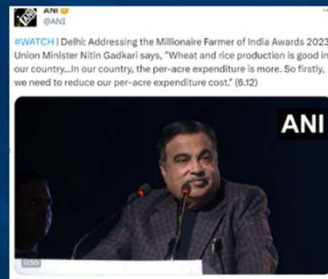 ANI
@ANI
#WATCH | Delhi: Addressing the Millionaire Farmer of India Awards 2023
Union Minister Nitin Gadkari says, "Wheat and rice production is good in
our country...In our country, the per-acre expenditure is more. So firstly,
we need to reduce our per-acre expenditure cost." (6.12)
ANI
0:55